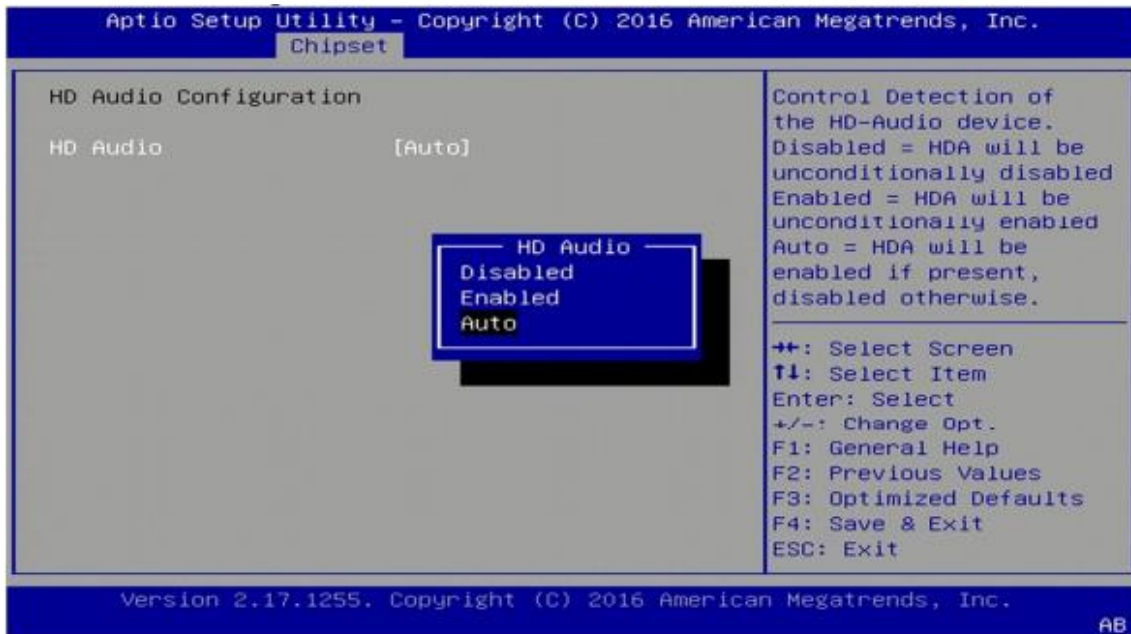 Aptio Setup Utility – Copyright (C) 2016 American Megatrends, Inc.
Chipset
HD Audio Configuration
HD Audio [Auto]
HD Audio
Disabled
Enabled
Auto
Control Detection of
the HD-Audio device.
Disabled = HDA will be
unconditionally disabled
Enabled = HDA will be
unconditionally enabled
Auto = HDA will be
enabled if present,
disabled otherwise.
→←: Select Screen
↑↓: Select Item
Enter: Select
+/-: Change Opt.
F1: General Help
F2: Previous Values
F3: Optimized Defaults
F4: Save & Exit
ESC: Exit
Version 2.17.1255. Copyright (C) 2016 American Megatrends, Inc.
AB